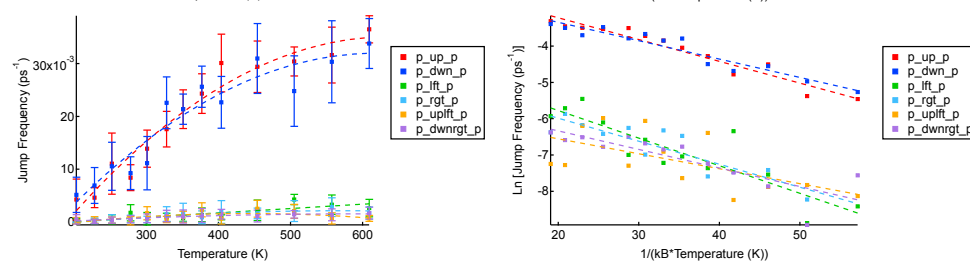 Jump Frequency (ps⁻¹)
30x10⁻³
20
10
0
300
400
500
600
Temperature (K)
p_up_p
p_dwn_p
p_lft_p
p_rgt_p
p_uplft_p
p_dwnrgt_p
Ln [Jump Frequency (ps⁻¹)]
-4
-5
-6
-7
-8
20
30
40
50
1/(kB*Temperature (K))
p_up_p
p_dwn_p
p_lft_p
p_rgt_p
p_uplft_p
p_dwnrgt_p